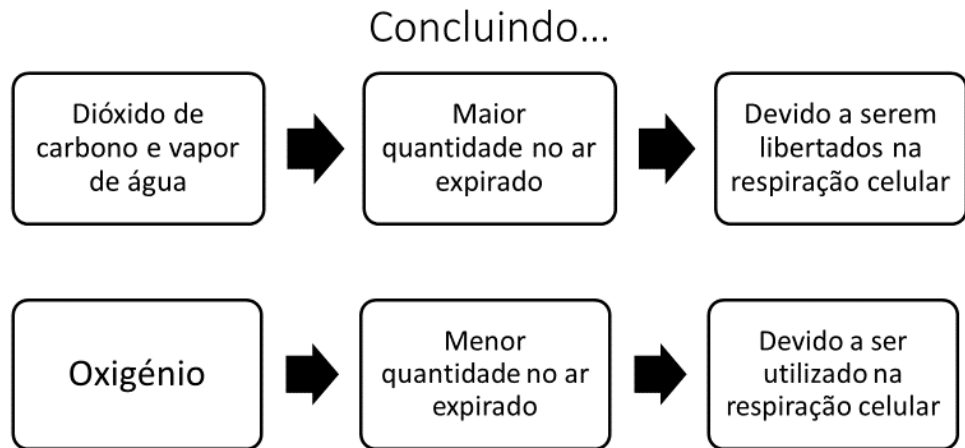 Concluindo...
Dióxido de
carbono e vapor
de água
Maior
quantidade no ar
expirado
Devido a serem
libertados na
respiração celular
Oxigénio
Menor
quantidade no ar
expirado
Devido a ser
utilizado na
respiração celular